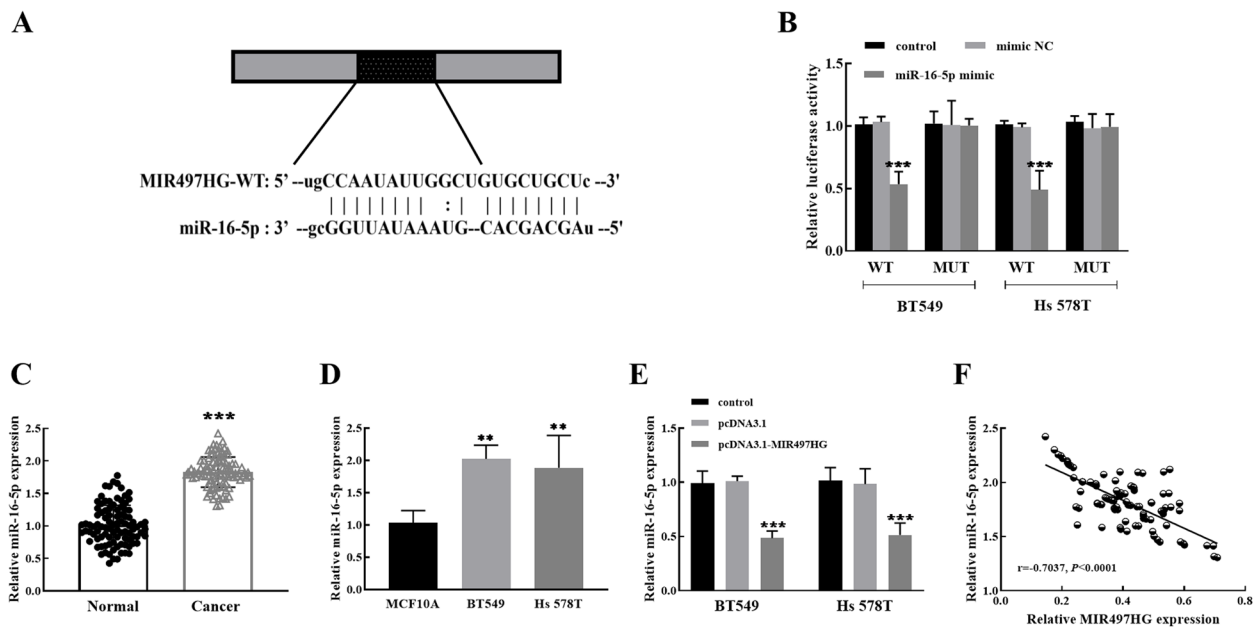 A
MIR497HG-WT: 5' --ugCCAAUAUUGGCUGUGCUGCUc --3'
miR-16-5p : 3' --gcGGUUAUAAAUG--CACGACGAu --5'
B
control
mimic NC
miR-16-5p mimic
Relative luciferase activity
1.5
1.0
0.5
0.0
***
***
WT
MUT
WT
MUT
BT549
Hs 578T
C
Relative miR-16-5p expression
2.5
2.0
1.5
1.0
0.5
0.0
***
Normal
Cancer
D
Relative miR-16-5p expression
2.5
2.0
1.5
1.0
0.5
0.0
**
**
MCF10A
BT549
Hs 578T
E
control
pcDNA3.1
pcDNA3.1-MIR497HG
Relative miR-16-5p expression
2.5
2.0
1.5
1.0
0.5
0.0
***
***
BT549
Hs 578T
F
Relative miR-16-5p expression
2.5
2.0
1.5
1.0
r=-0.7037, P<0.0001
0.0
0.2
0.4
0.6
0.8
Relative MIR497HG expression